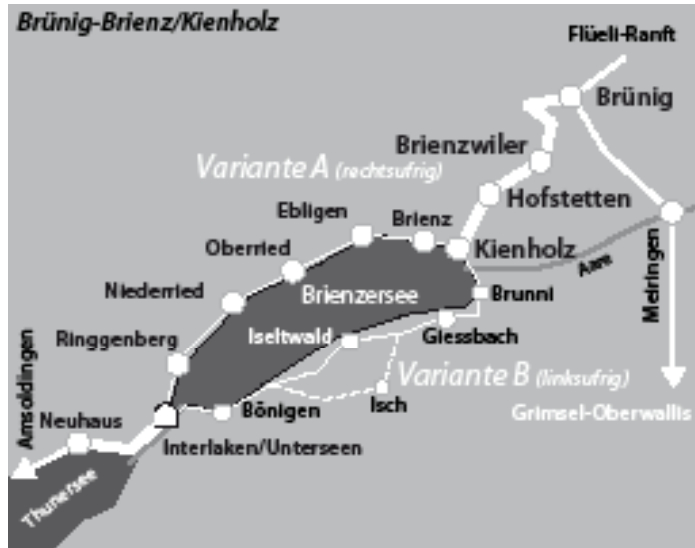 Brünig-Brienz/Kienholz
Flüeli-Ranft
Brünig
Brienzwiler
Variante A (rechtsufrig)
Hofstetten
Ebligen
Brienz
Kienholz
Oberried
Aare
Meiringen
Niederried
Brienzersee
Brunni
Iseltwald
Giessbach
Ringgenberg
Variante B (linksufrig)
Isch
Bönigen
Grimsel-Oberwallis
Amsoldingen
Neuhaus
Interlaken/Unterseen
Thunersee